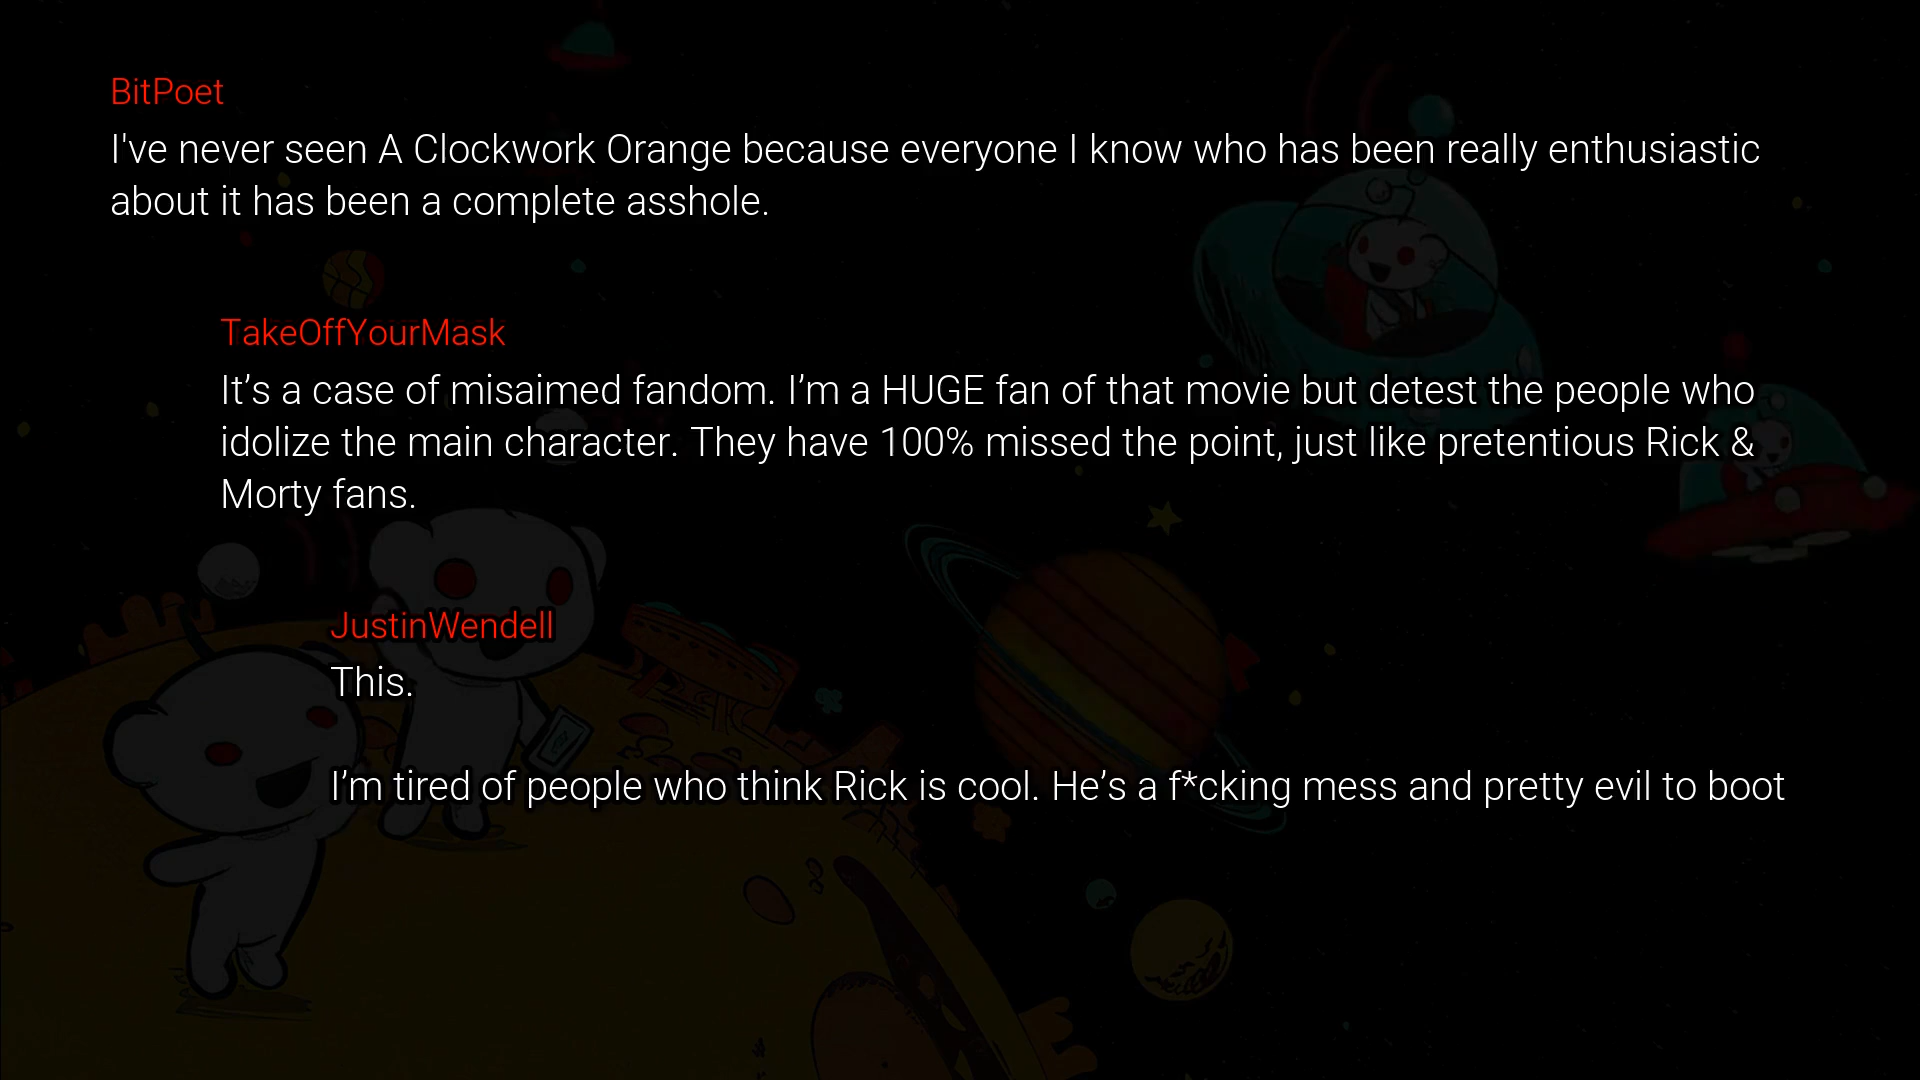 BitPoet
I've never seen A Clockwork Orange because everyone I know who has been really enthusiastic
about it has been a complete asshole.
TakeOffYourMask
It’s a case of misaimed fandom. I’m a HUGE fan of that movie but detest the people who
idolize the main character. They have 100% missed the point, just like pretentious Rick &
Morty fans.
JustinWendell
This.
I’m tired of people who think Rick is cool. He’s a f*cking mess and pretty evil to boot